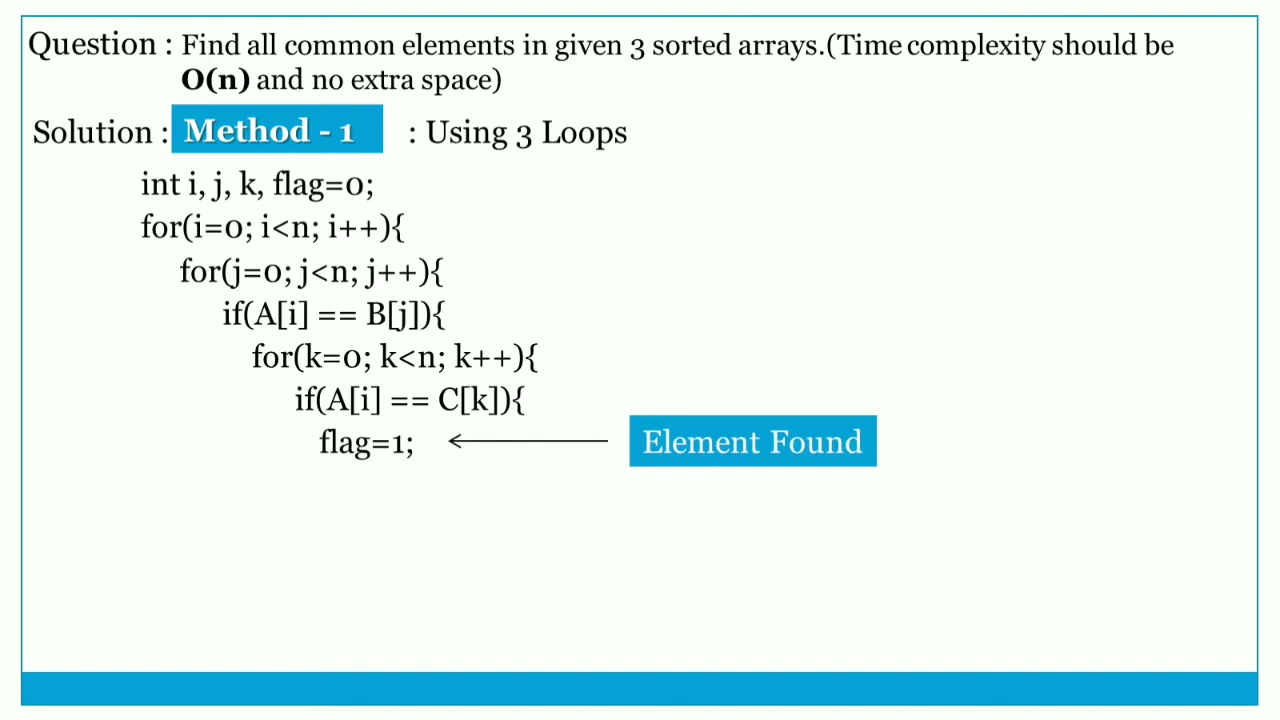 Question : Find all common elements in given 3 sorted arrays.(Time complexity should be
O(n) and no extra space)
Solution : Method - 1 : Using 3 Loops
int i, j, k, flag=0;
for(i=0; i<n; i++){
for(j=0; j<n; j++){
if(A[i] == B[j]){
for(k=0; k<n; k++){
if(A[i] == C[k]){
flag=1; Element Found